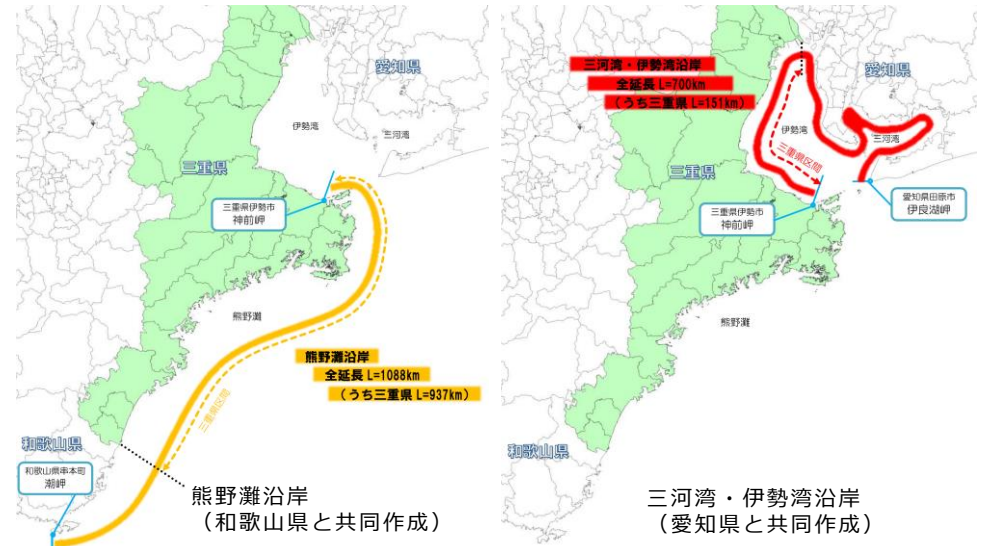 愛知県
伊勢湾
三河湾
三重県
三重県伊勢市
神前岬
熊野灘
熊野灘沿岸
全延長 L=1088km
(うち三重県 L=937km)
三重県区間
和歌山県
和歌山県串本町
潮岬
熊野灘沿岸
(和歌山県と共同作成)
三河湾・伊勢湾沿岸
全延長 L=700km
(うち三重県 L=151km)
愛知県
伊勢湾
三河湾
三重県区間
三重県
愛知県田原市
伊良湖岬
三重県伊勢市
神前岬
熊野灘
和歌山県
三河湾・伊勢湾沿岸
(愛知県と共同作成)